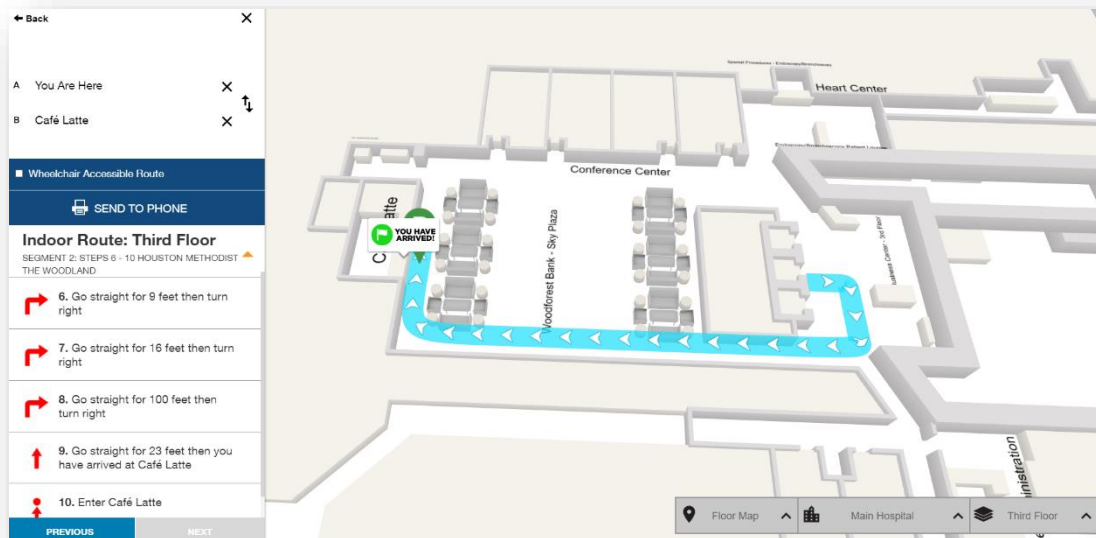 Back
A You Are Here
B Café Latte
Wheelchair Accessible Route
SEND TO PHONE
Indoor Route: Third Floor
SEGMENT 2: STEPS 6 - 10 HOUSTON METHODIST
THE WOODLAND
6. Go straight for 9 feet then turn
right
7. Go straight for 16 feet then turn
right
8. Go straight for 100 feet then
turn right
9. Go straight for 23 feet then you
have arrived at Café Latte
10. Enter Café Latte
PREVIOUS
NEXT
Heart Center
Conference Center
YOU HAVE
ARRIVED!
C
atte
Woodforest Bank - Sky Plaza
ministration
Floor Map
Main Hospital
Third Floor